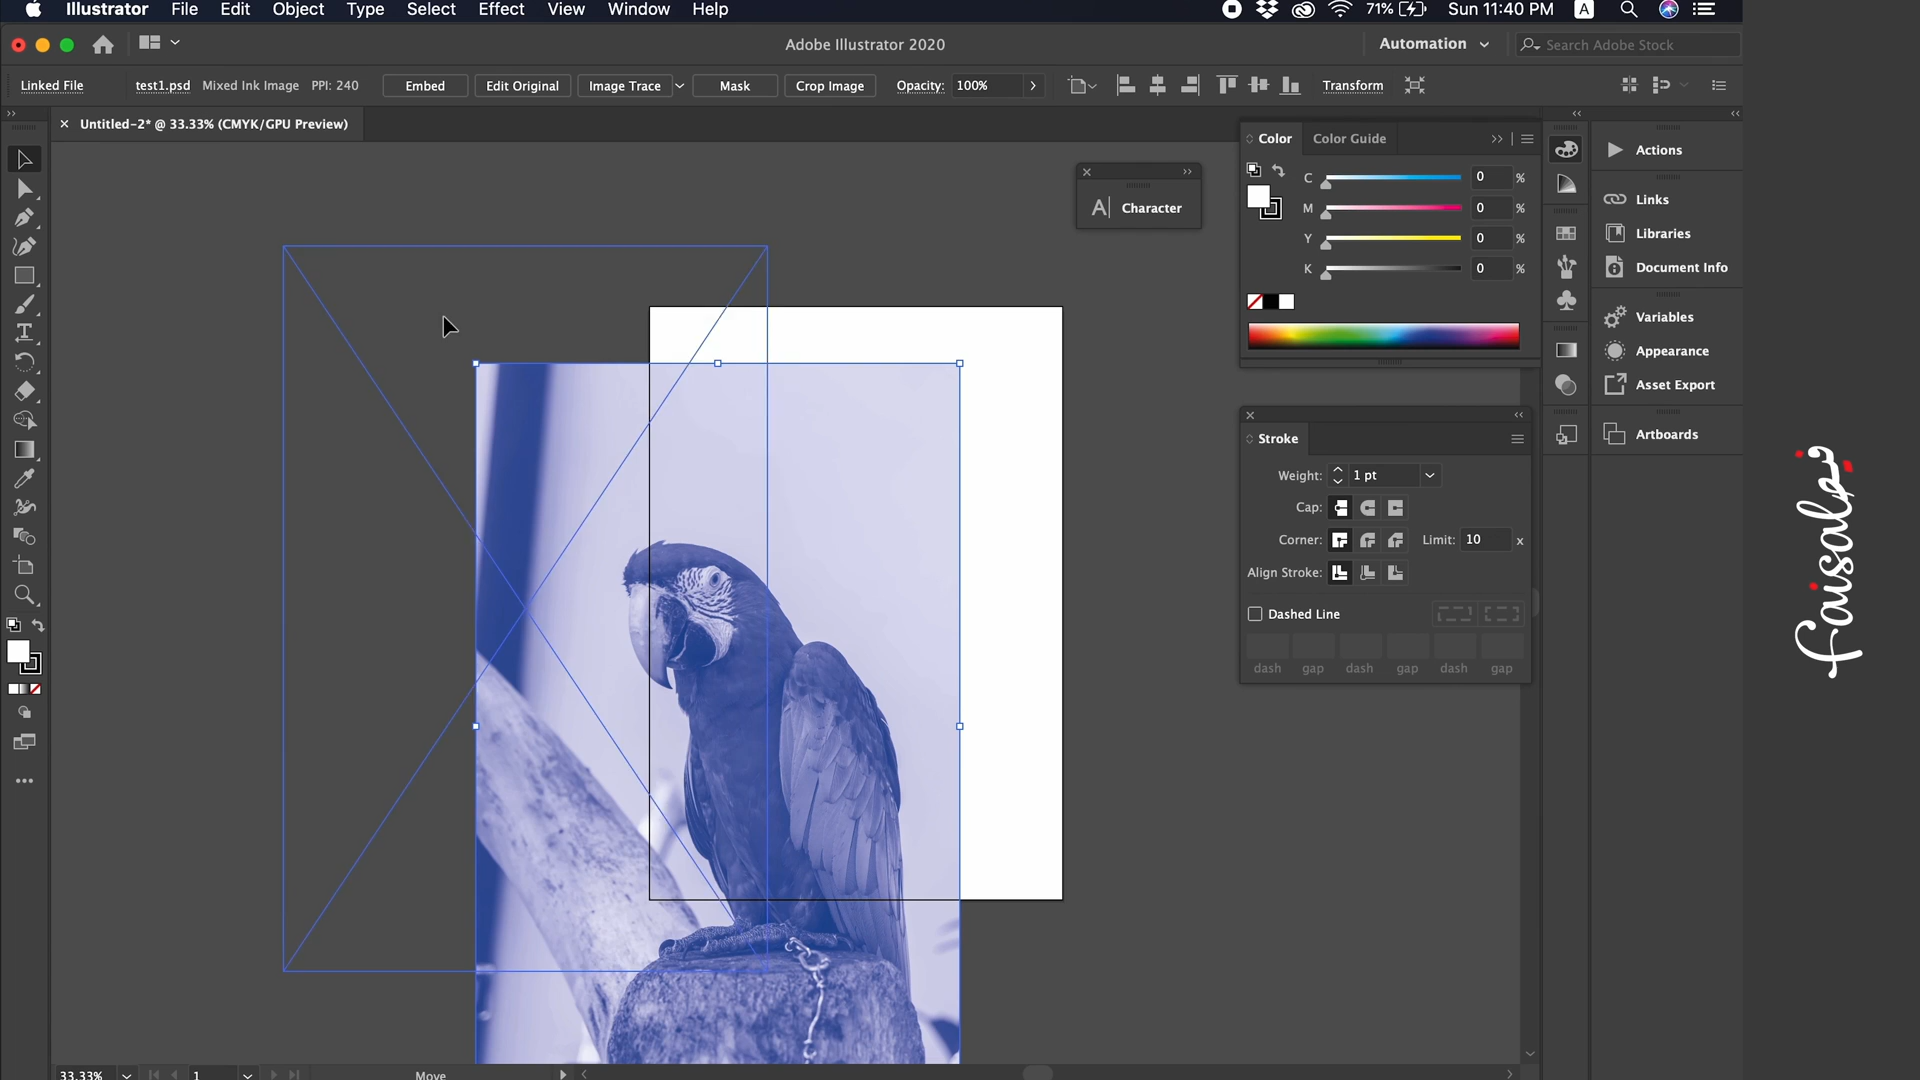 Illustrator File Edit Object Type Select Effect View Window Help
71% Sun 11:40 PM A
Adobe Illustrator 2020
Automation
Search Adobe Stock
Linked File test1.psd Mixed Ink Image PPI: 240 Embed Edit Original Image Trace Mask Crop Image Opacity: 100% Transform
Untitled-2* @ 33.33% (CMYK/GPU Preview)
A Character
Color Color Guide
C 0 %
M 0 %
Y 0 %
K 0 %
Stroke
Weight: 1 pt
Cap:
Corner: Limit: 10 x
Align Stroke:
Dashed Line
dash gap dash gap dash gap
Actions
Links
Libraries
Document Info
Variables
Appearance
Asset Export
Artboards
faisalpi
33.33% 1 Move